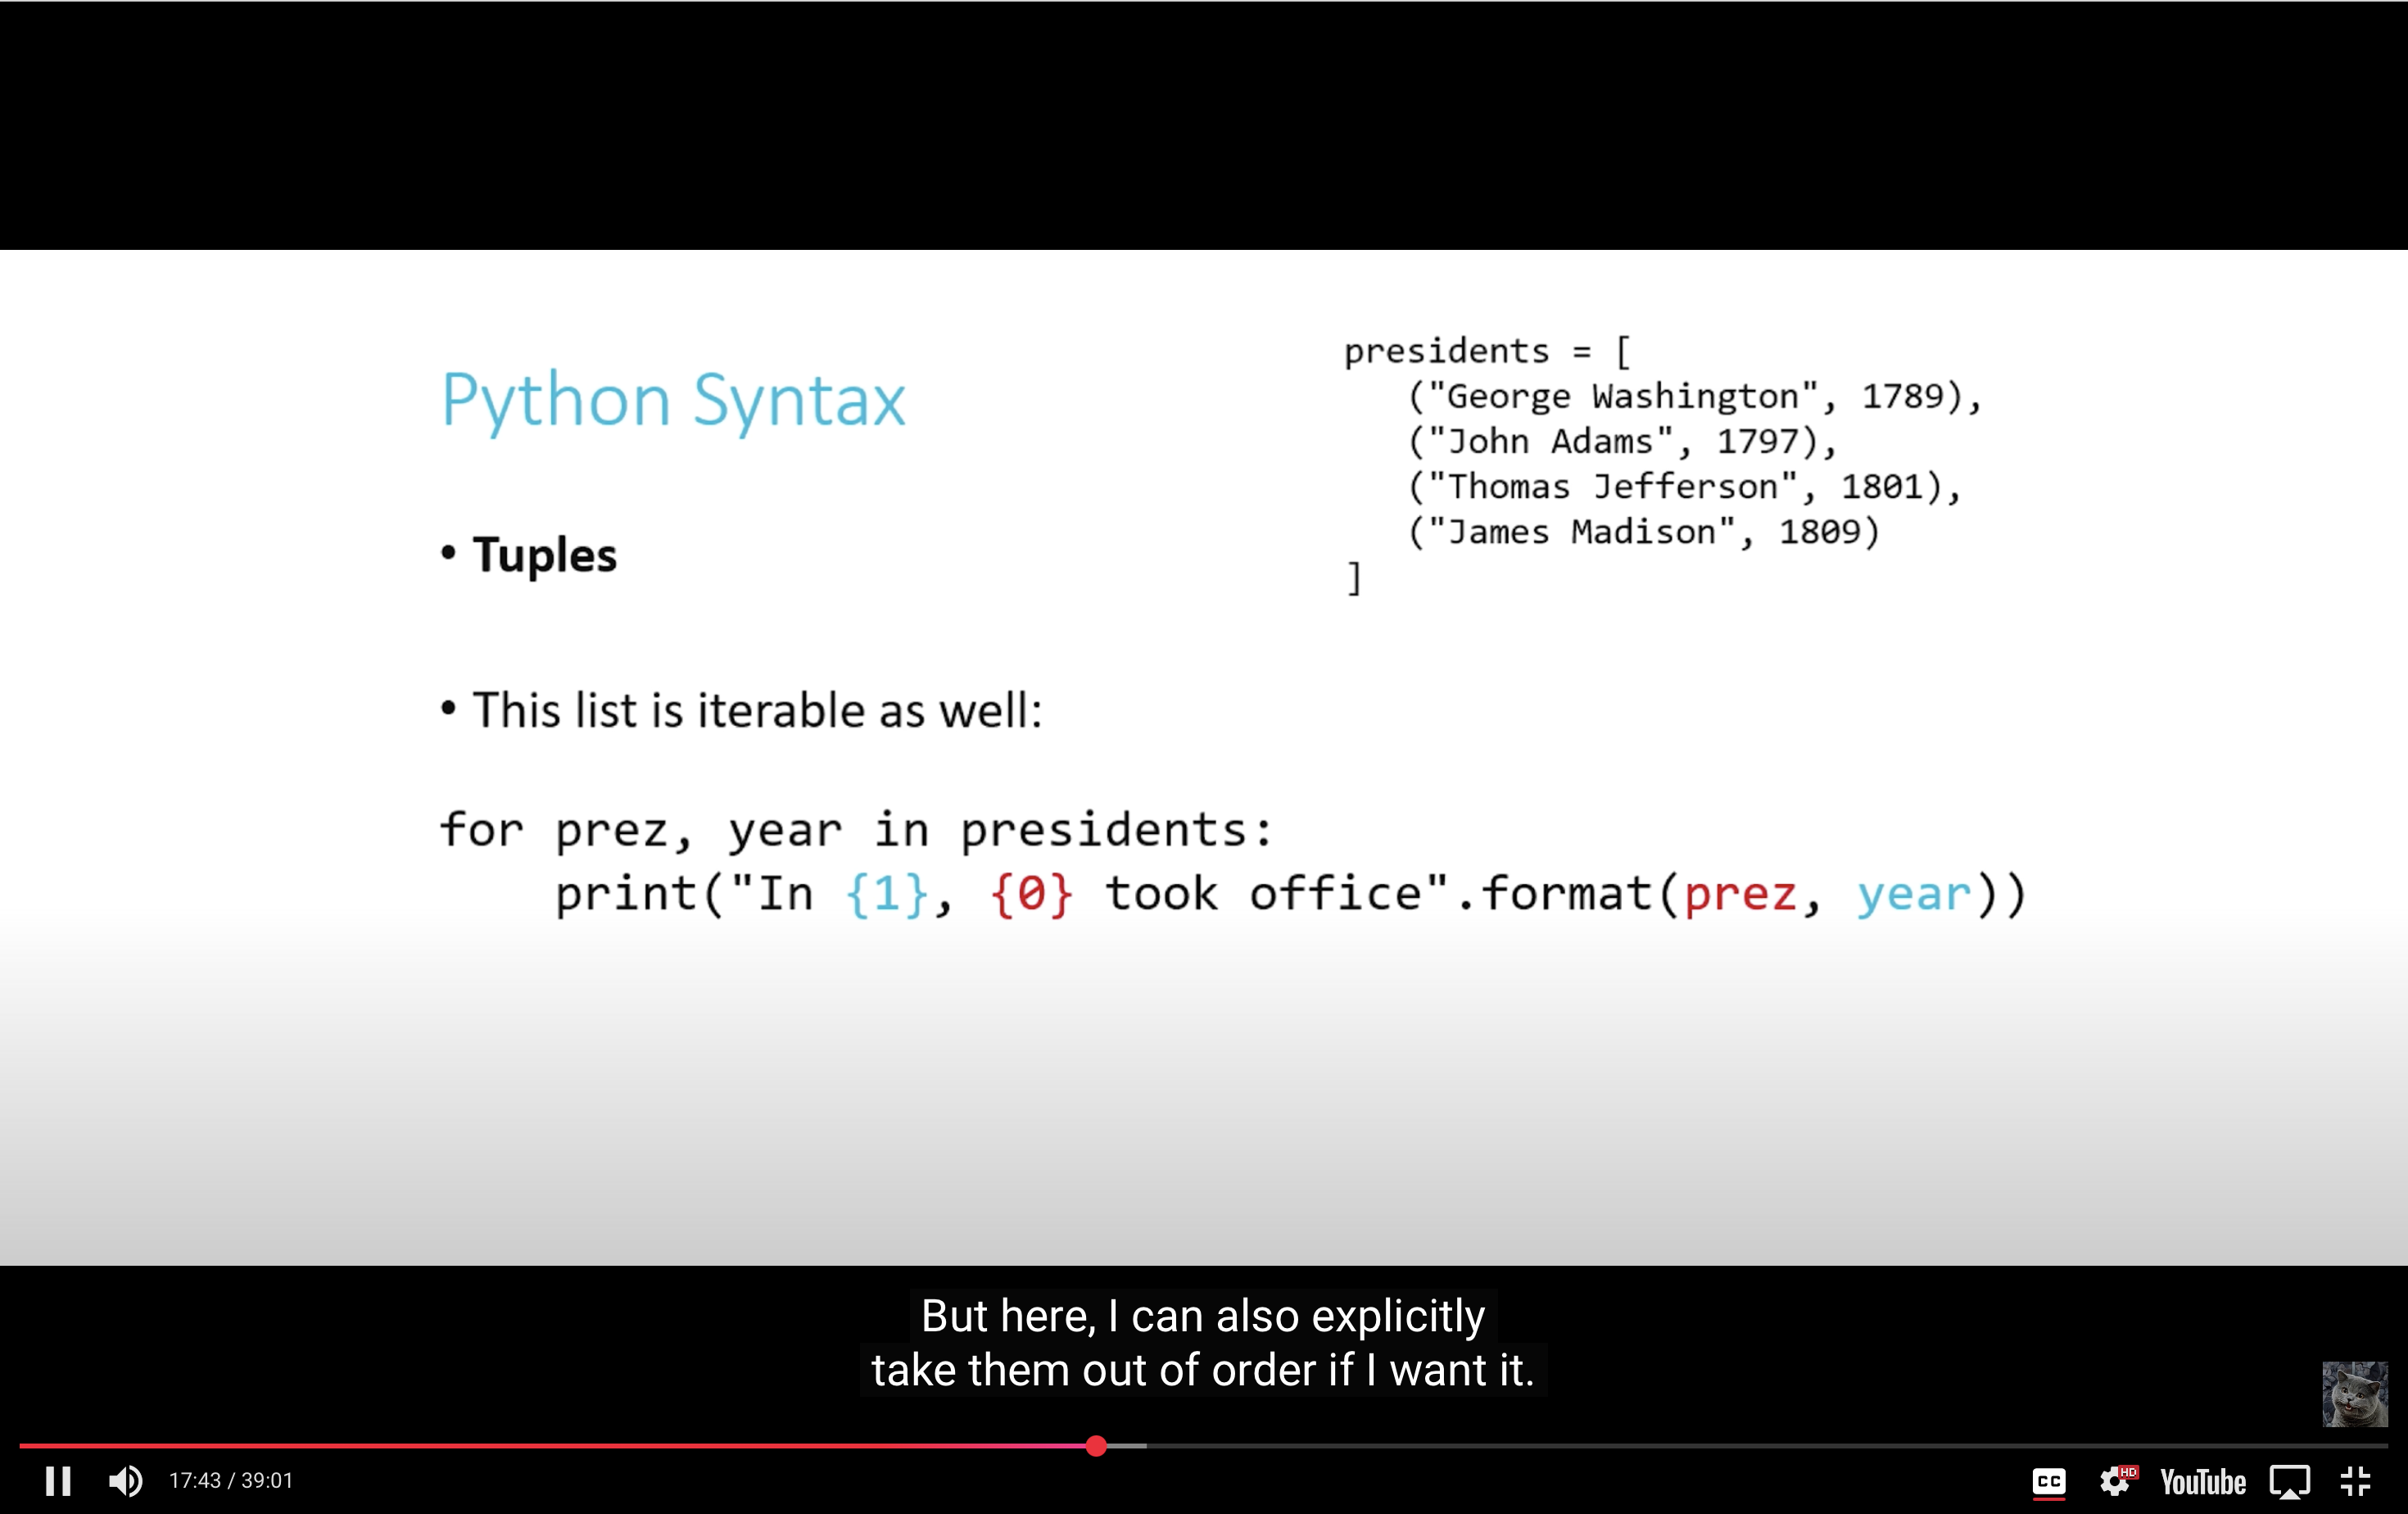 Python Syntax
presidents = [
("George Washington", 1789),
("John Adams", 1797),
("Thomas Jefferson", 1801),
("James Madison", 1809)
]
• Tuples
• This list is iterable as well:
for prez, year in presidents:
print("In {1}, {0} took office".format(prez, year))
But here, I can also explicitly
take them out of order if I want it.
17:43 / 39:01
CC
HD
YouTube